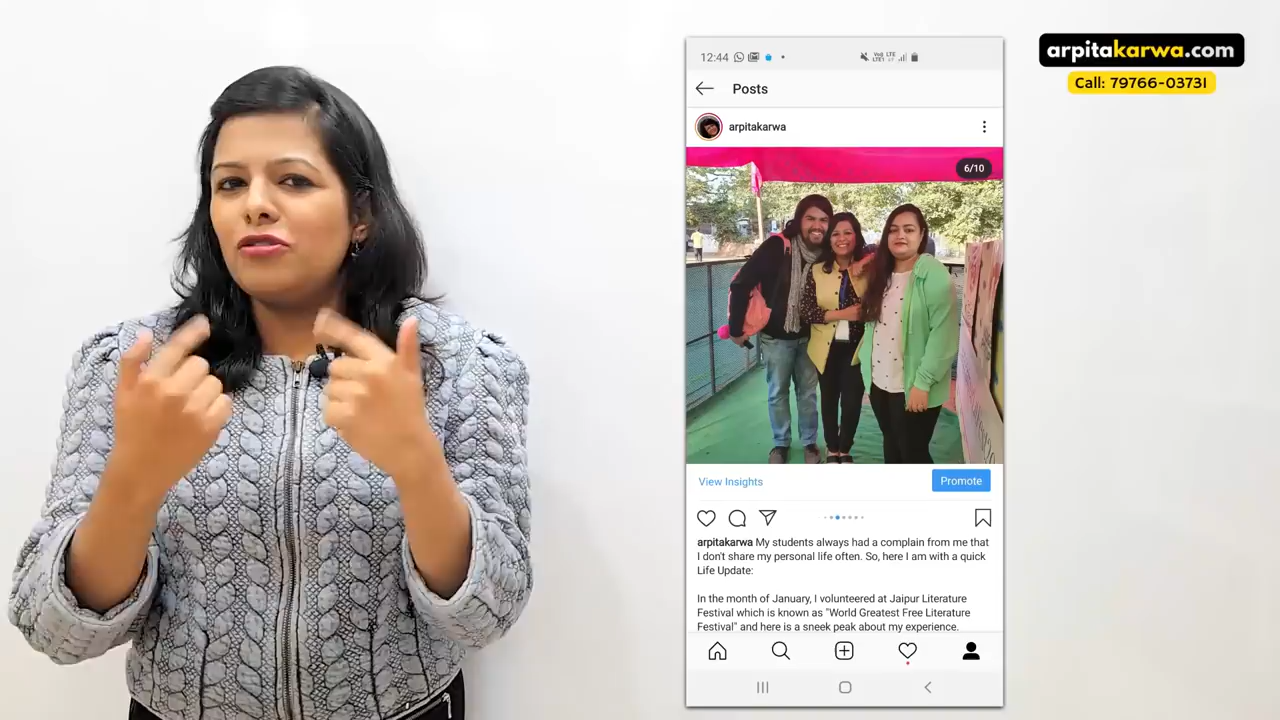 arpitakarwa.com
Call: 79766-03731
12:44
LTE
Posts
arpitakarwa
6/10
View Insights
Promote
arpitakarwa My students always had a complain from me that
I don't share my personal life often. So, here I am with a quick
Life Update:
In the month of January, I volunteered at Jaipur Literature
Festival which is known as "World Greatest Free Literature
Festival" and here is a sneek peak about my experience.